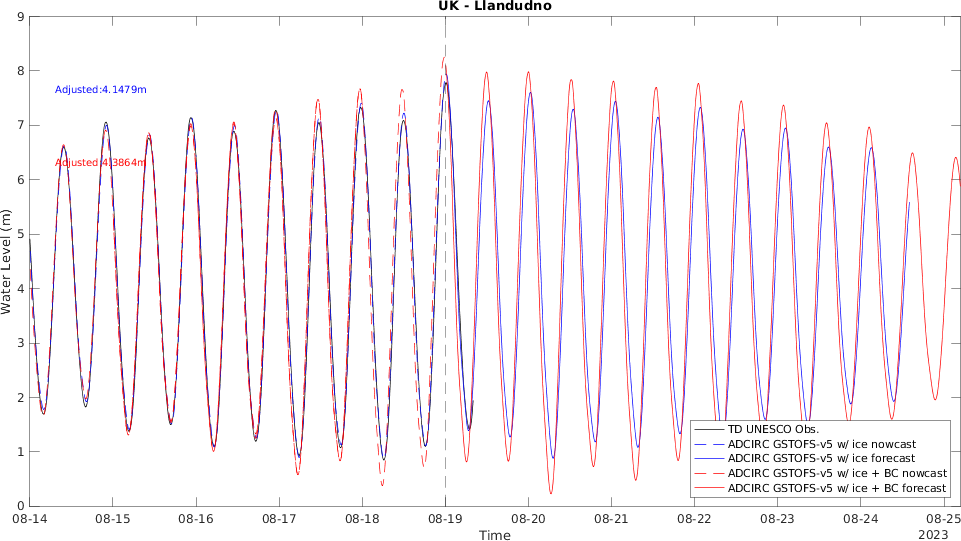 UK - Llandudno
9
8
7
6
5
4
3
2
1
0
Water Level (m)
Adjusted:4.1479m
Adjusted:4.3864m
TD UNESCO Obs.
ADCIRC GSTOFS-v5 w/ ice nowcast
ADCIRC GSTOFS-v5 w/ ice forecast
ADCIRC GSTOFS-v5 w/ ice + BC nowcast
ADCIRC GSTOFS-v5 w/ ice + BC forecast
08-14 08-15 08-16 08-17 08-18 08-19 08-20 08-21 08-22 08-23 08-24 08-25
Time
2023